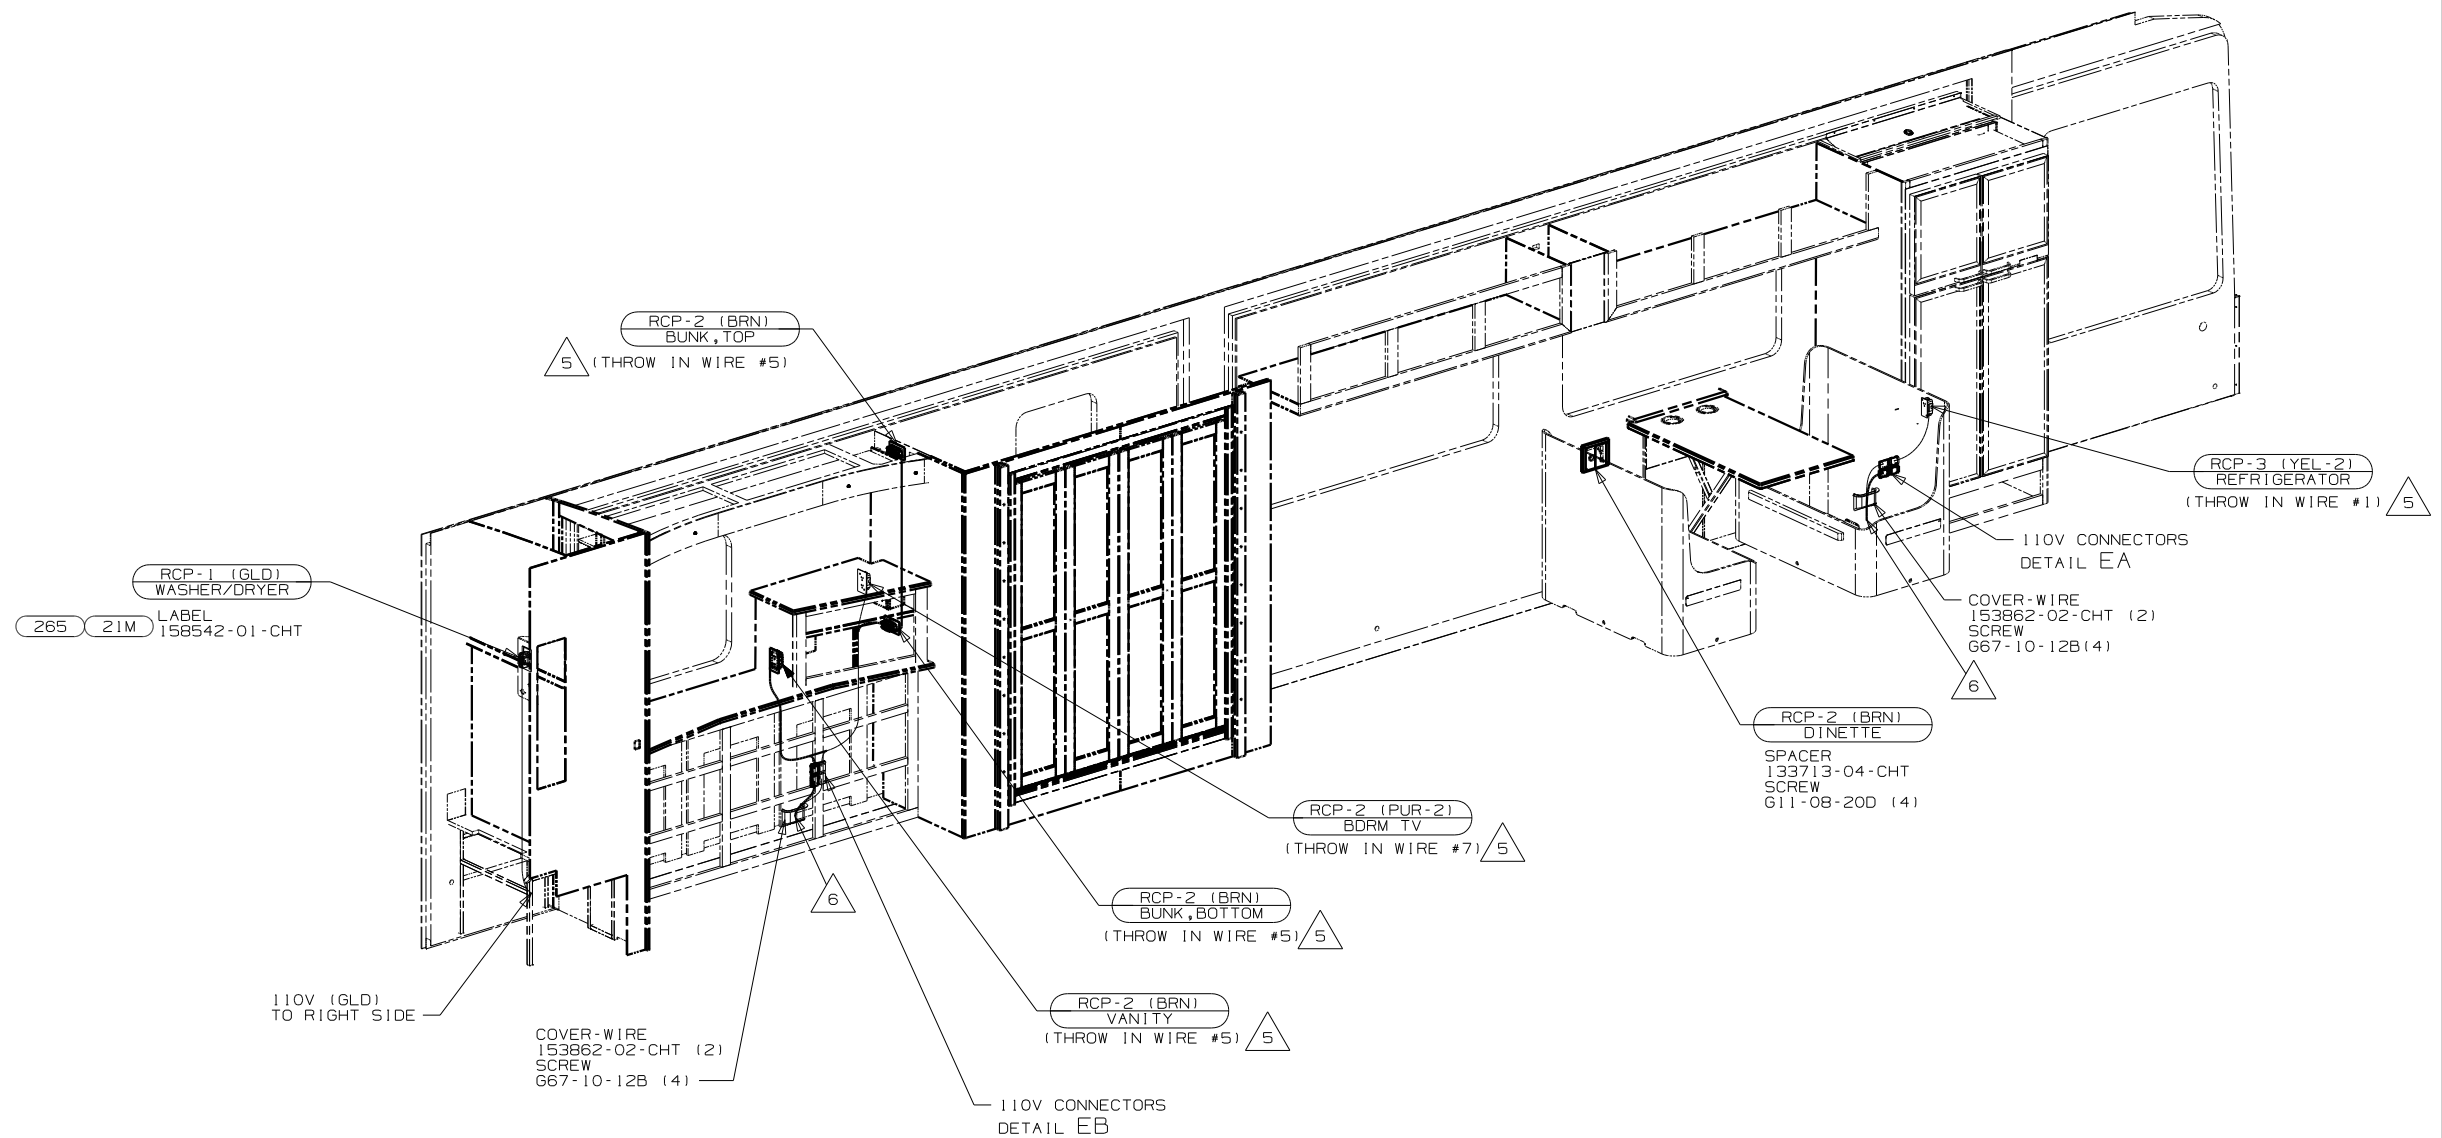 RCP-2 (BRN)
BUNK,TOP
5 (THROW IN WIRE #5)
RCP-3 (YEL-2)
REFRIGERATOR
(THROW IN WIRE #1) 5
110V CONNECTORS
DETAIL EA
RCP-1 (GLD)
WASHER/DRYER
265 21M LABEL
158542-01-CHT
COVER-WIRE
153862-02-CHT (2)
SCREW
G67-10-12B(4)
6
RCP-2 (BRN)
DINETTE
SPACER
133713-04-CHT
SCREW
G11-08-20D (4)
RCP-2 (PUR-2)
BDRM TV
(THROW IN WIRE #7) 5
6
RCP-2 (BRN)
BUNK,BOTTOM
(THROW IN WIRE #5) 5
110V (GLD)
TO RIGHT SIDE
RCP-2 (BRN)
VANITY
(THROW IN WIRE #5) 5
COVER-WIRE
153862-02-CHT (2)
SCREW
G67-10-12B (4)
110V CONNECTORS
DETAIL EB